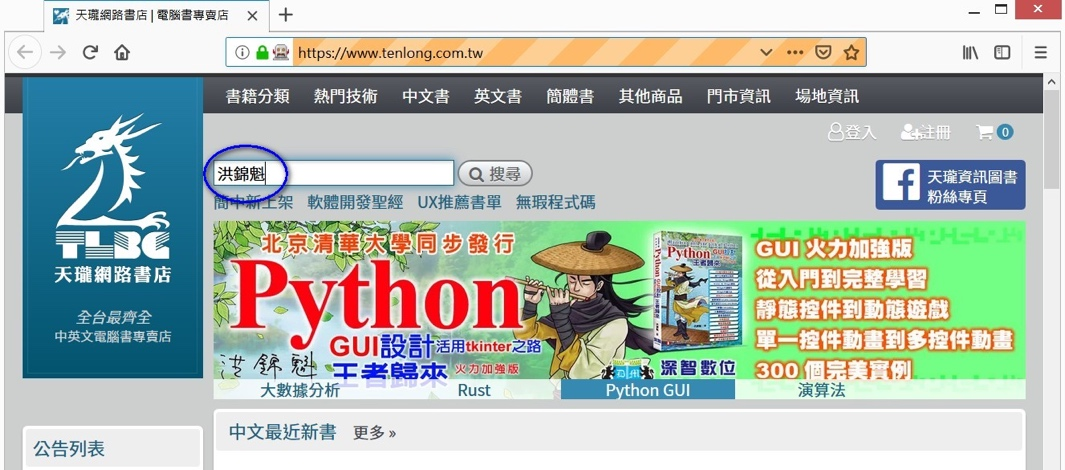 天瓏網路書店 | 電腦書專賣店
https://www.tenlong.com.tw
書籍分類 熱門技術 中文書 英文書 簡體書 其他商品 門市資訊 場地資訊
登入 註冊 0
洪錦魁 搜尋
簡中新上架 軟體開發聖經 UX推薦書單 無瑕程式碼
天瓏資訊圖書
粉絲專頁
TLBC
天瓏網路書店
全台最齊全
中英文電腦書專賣店
北京清華大學同步發行
Python
GUI設計 活用tkinter之路
洪錦魁 王者歸來 火力加強版
Python
GUI設計
王者歸來
深智數位
GUI 火力加強版
從入門到完整學習
靜態控件到動態遊戲
單一控件動畫到多控件動畫
300 個完美實例
大數據分析 Rust Python GUI 演算法
公告列表
中文最近新書 更多 »